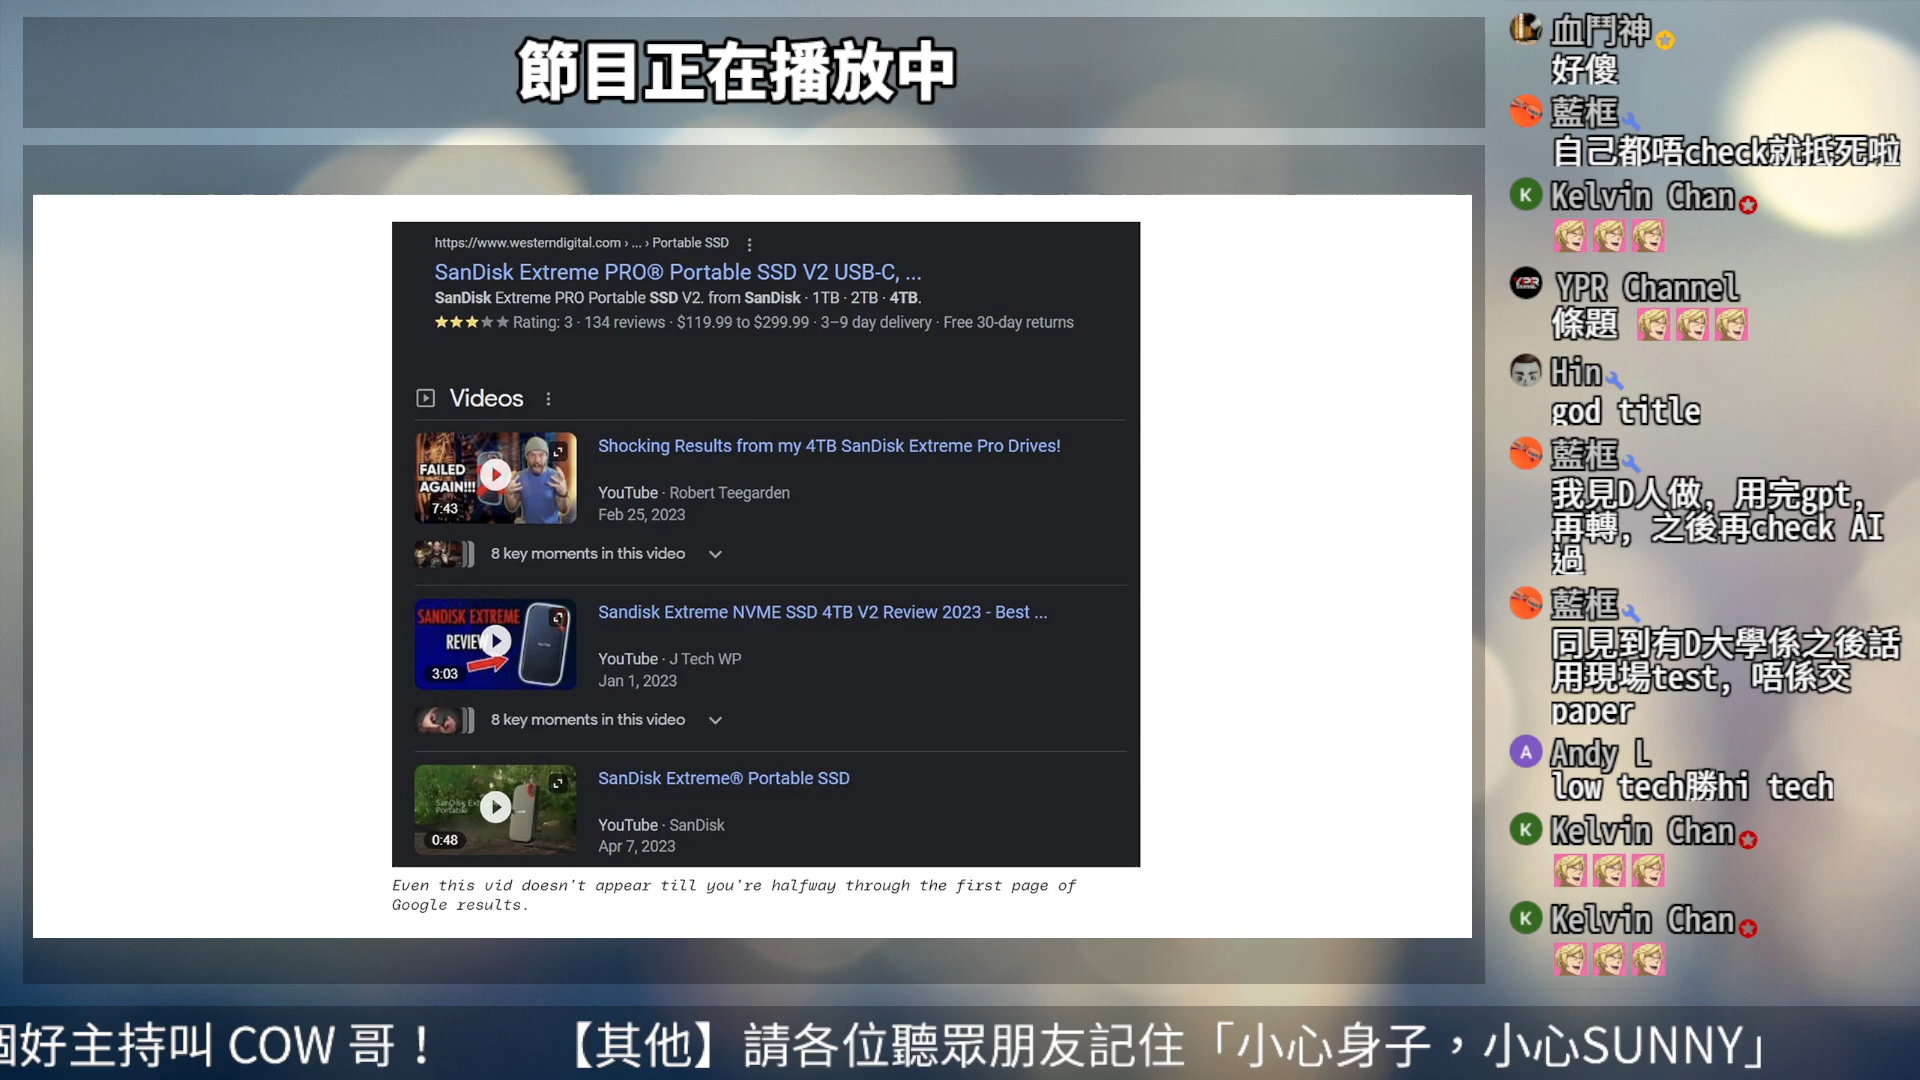 節目正在播放中
https://www.westerndigital.com › ... › Portable SSD
SanDisk Extreme PRO® Portable SSD V2 USB-C, ...
SanDisk Extreme PRO Portable SSD V2. from SanDisk · 1TB · 2TB · 4TB.
Rating: 3 · 134 reviews · $119.99 to $299.99 · 3–9 day delivery · Free 30-day returns
Videos
FAILED
AGAIN!!!
7:43
Shocking Results from my 4TB SanDisk Extreme Pro Drives!
YouTube · Robert Teegarden
Feb 25, 2023
8 key moments in this video
SANDISK EXTREME
REVIEW
3:03
Sandisk Extreme NVME SSD 4TB V2 Review 2023 - Best ...
YouTube · J Tech WP
Jan 1, 2023
8 key moments in this video
0:48
SanDisk Extreme® Portable SSD
YouTube · SanDisk
Apr 7, 2023
Even this vid doesn't appear till you're halfway through the first page of
Google results.
血鬥神
好傻
藍框
自己都唔check就抵死啦
K
Kelvin Chan
YPR Channel
條題
Hin
god title
藍框
我見D人做，用完gpt，
再轉，之後再check AI
過
藍框
同見到有D大學係之後話
用現場test，唔係交
paper
A
Andy L
low tech勝hi tech
K
Kelvin Chan
K
Kelvin Chan
個好主持叫 COW 哥！
【其他】請各位聽眾朋友記住「小心身子，小心SUNNY」